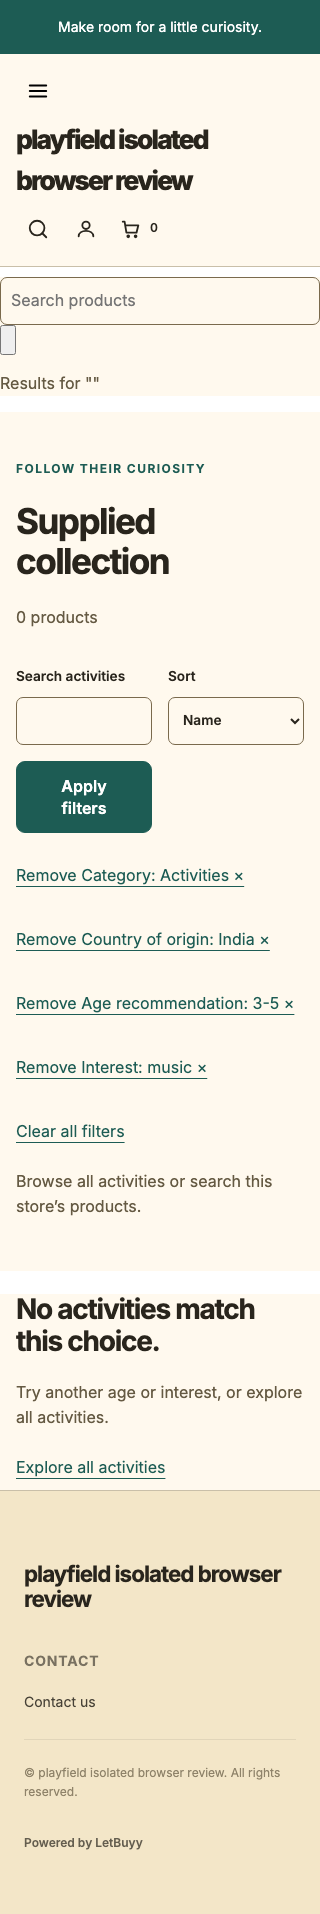 Make room for a little curiosity.
playfield isolated
browser review
0
Search products
Results for ""
FOLLOW THEIR CURIOSITY
Supplied
collection
0 products
Search activities
Sort
Name
Apply
filters
Remove Category: Activities ×
Remove Country of origin: India ×
Remove Age recommendation: 3-5 ×
Remove Interest: music ×
Clear all filters
Browse all activities or search this
store’s products.
No activities match
this choice.
Try another age or interest, or explore
all activities.
Explore all activities
playfield isolated browser
review
CONTACT
Contact us
© playfield isolated browser review. All rights
reserved.
Powered by LetBuyy